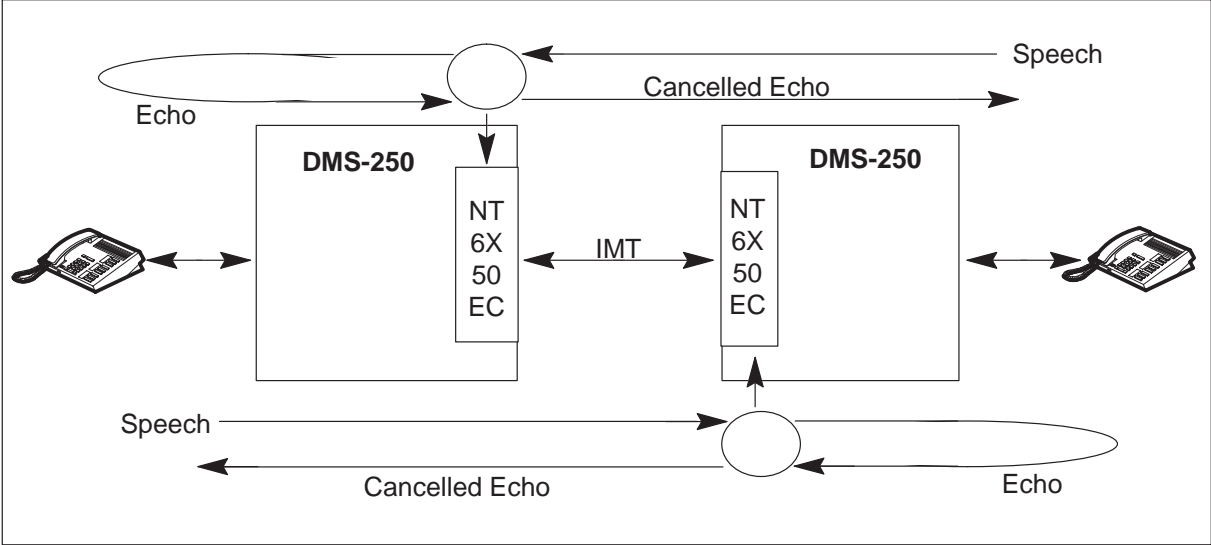 Speech
Cancelled Echo
Echo
DMS-250
DMS-250
NT
6X
50
EC
IMT
NT
6X
50
EC
Speech
Cancelled Echo
Echo